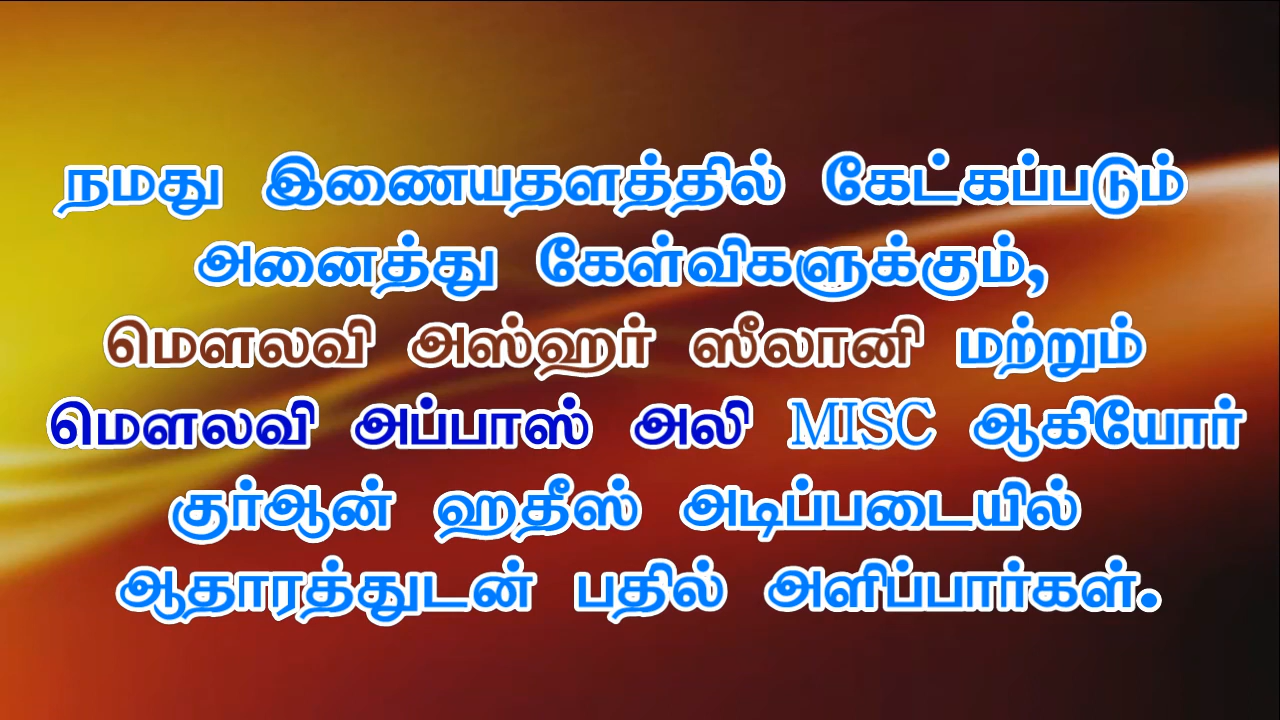 நமது இணையதளத்தில் கேட்கப்படும்
அனைத்து கேள்விகளுக்கும்,
மௌலவி அஸ்ஹர் ஸீலானி மற்றும்
மௌலவி அப்பாஸ் அலி MISC ஆகியோர்
குர்ஆன் ஹதீஸ் அடிப்படையில்
ஆதாரத்துடன் பதில் அளிப்பார்கள்.